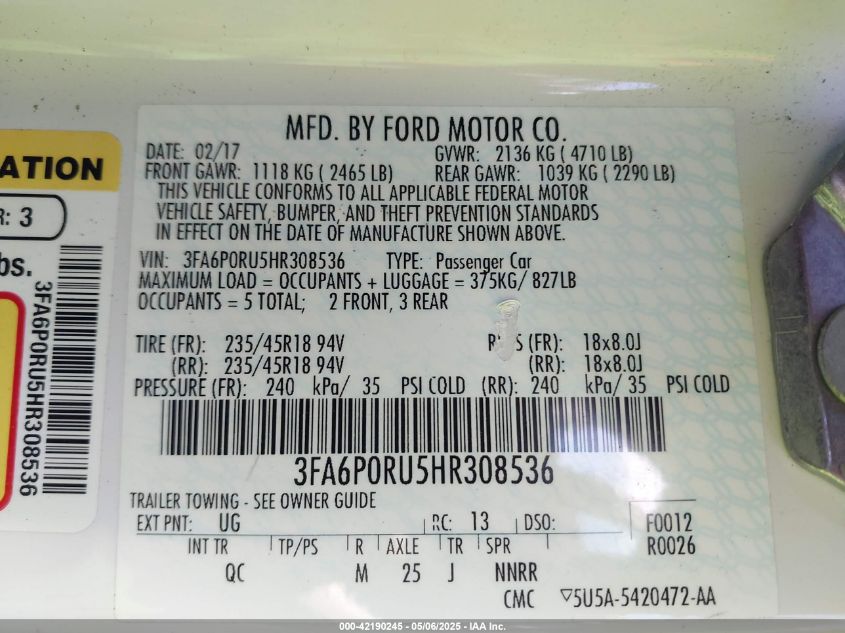 MFD. BY FORD MOTOR CO.
DATE: 02/17 GVWR: 2136 KG ( 4710 LB)
FRONT GAWR: 1118 KG ( 2465 LB) REAR GAWR: 1039 KG ( 2290 LB)
THIS VEHICLE CONFORMS TO ALL APPLICABLE FEDERAL MOTOR
VEHICLE SAFETY, BUMPER, AND THEFT PREVENTION STANDARDS
IN EFFECT ON THE DATE OF MANUFACTURE SHOWN ABOVE.
VIN: 3FA6P0RU5HR308536 TYPE: Passenger Car
MAXIMUM LOAD = OCCUPANTS + LUGGAGE = 375KG/ 827LB
OCCUPANTS = 5 TOTAL; 2 FRONT, 3 REAR
TIRE (FR): 235/45R18 94V (FR): 18x8.0J
(RR): 235/45R18 94V (RR): 18x8.0J
PRESSURE (FR): 240 kPa/ 35 PSI COLD (RR): 240 kPa/ 35 PSI COLD
3FA6P0RU5HR308536
TRAILER TOWING - SEE OWNER GUIDE
EXT PNT: UG RC: 13 DSO: F0012
INT TR TP/PS R AXLE TR SPR R0026
QC M 25 J NNRR
CMC ▽5U5A-5420472-AA
ATION
R: 3
bs.
3FA6P0RU5HR308536
000-42190245 - 05/06/2025 - IAA Inc.